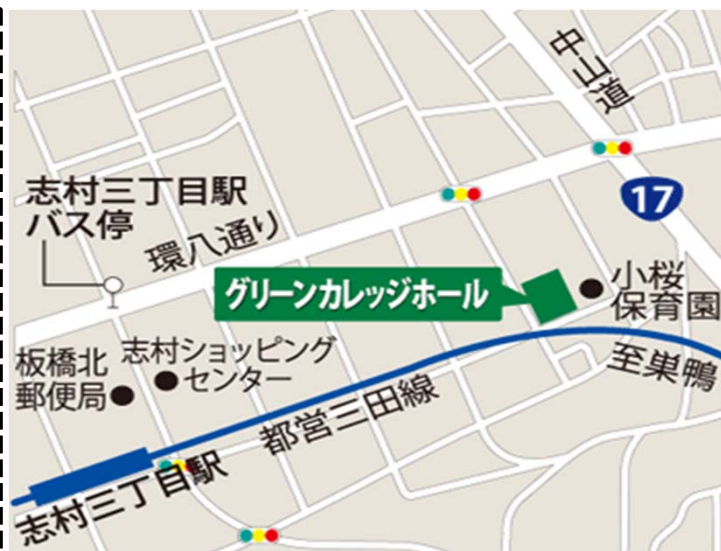 中山道
17
志村三丁目駅
バス停
環八通り
グリーンカレッジホール
小桜
保育園
至巣鴨
板橋北
郵便局
志村ショッピング
センター
都営三田線
志村三丁目駅